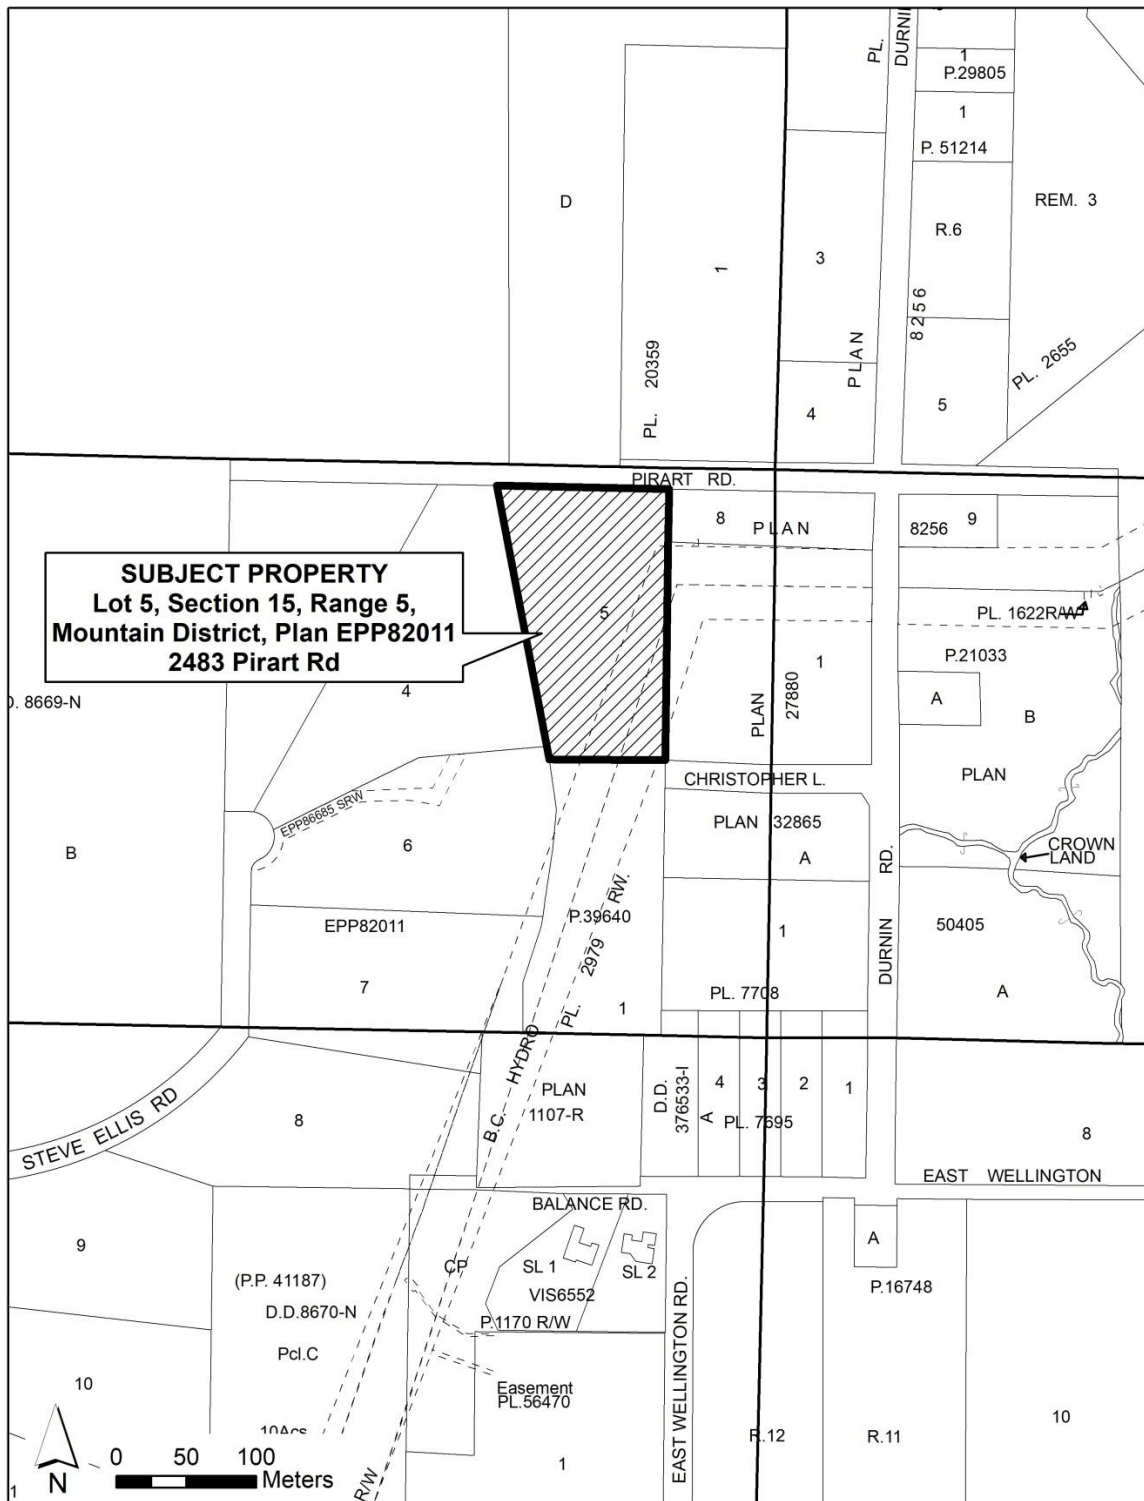 PL.
DURNI
1
P.29805
1
P. 51214
D
REM. 3
R.6
3
1
8256
PLAN
PL. 20359
PL. 2655
4
5
PIRART RD.
8
PLAN
8256
9
SUBJECT PROPERTY
Lot 5, Section 15, Range 5,
Mountain District, Plan EPP82011
2483 Pirart Rd
5
PL. 1622R/W
P.21033
1
PLAN
27880
A
B
4
D. 8669-N
PLAN
CHRISTOPHER L.
EPP86685 SRW
PLAN 32865
A
CROWN
LAND
6
B
DURNIN RD.
P.39640
EPP82011
1
50405
7
B.C. HYDRO PL. 2979 RW.
PL. 7708
A
1
STEVE ELLIS RD
8
PLAN
1107-R
D.D.
376533-I
4
3
2
1
A
PL. 7695
8
EAST WELLINGTON
BALANCE RD.
9
A
CP
SL 1
SL 2
(P.P. 41187)
VIS6552
P.16748
D.D.8670-N
P.1170 R/W
Pcl.C
EAST WELLINGTON RD.
10
Easement
PL.56470
10
10Acs.
R.12
R.11
1
R/W
1
N
0 50 100
Meters